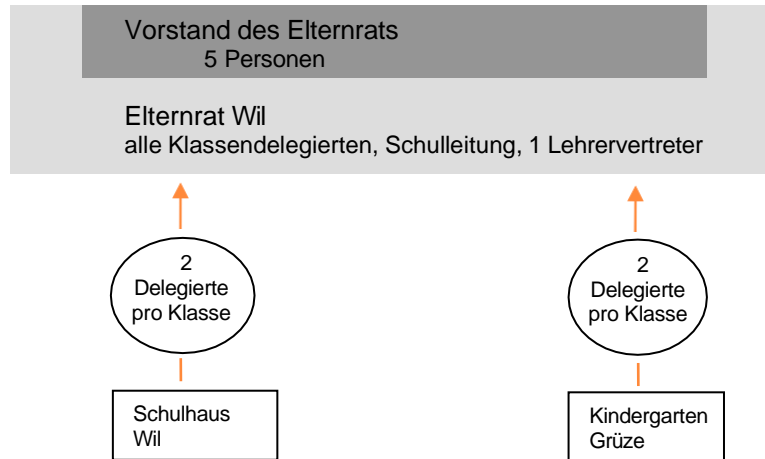 Vorstand des Elternrats
5 Personen
Elternrat Wil
alle Klassendelegierten, Schulleitung, 1 Lehrervertreter
2
Delegierte
pro Klasse
2
Delegierte
pro Klasse
Schulhaus
Wil
Kindergarten
Grüze